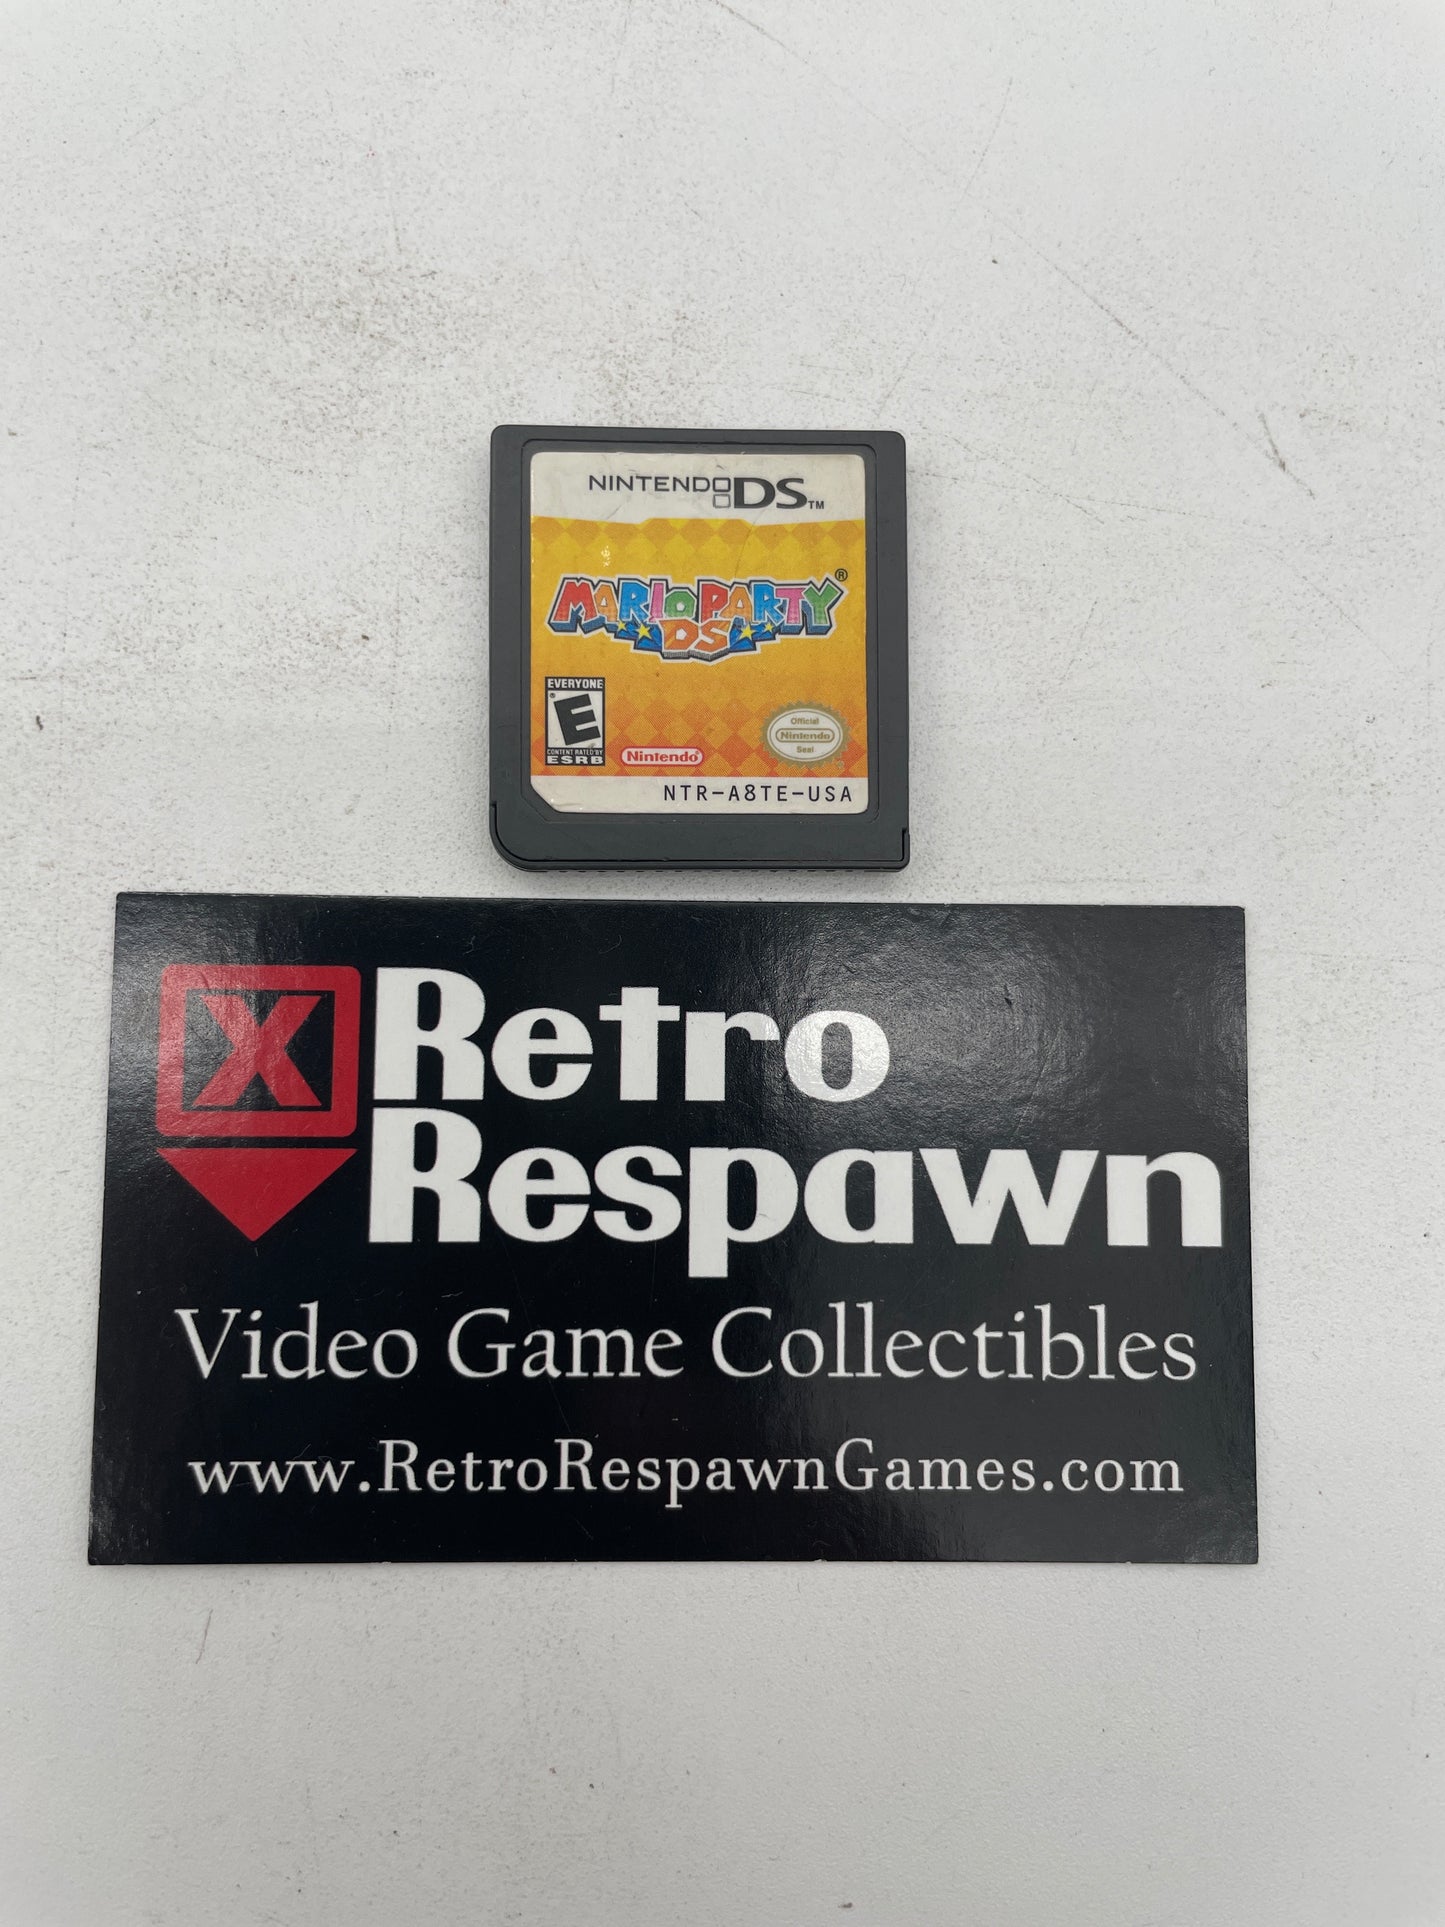 NINTENDO DS™
MARIO PARTY®
DS
EVERYONE
E
CONTENT RATED BY
ESRB
Nintendo®
Official
Nintendo
Seal
NTR-A8TE-USA
X Retro
Respawn
Video Game Collectibles
www.RetroRespawnGames.com